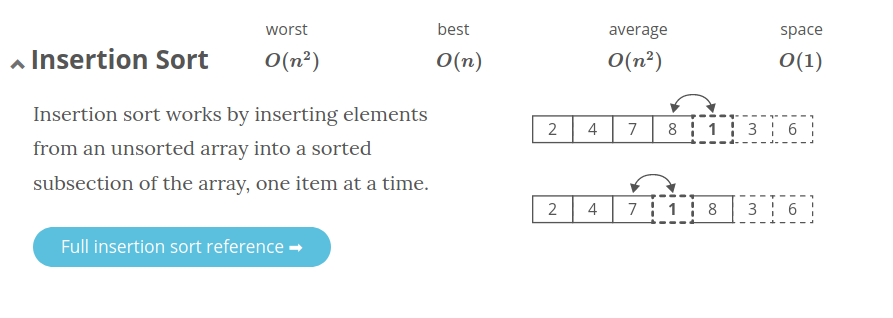 worst best average space
Insertion Sort O(n²) O(n) O(n²) O(1)
Insertion sort works by inserting elements
from an unsorted array into a sorted
subsection of the array, one item at a time.
2 4 7 8 1 3 6
2 4 7 1 8 3 6
Full insertion sort reference ➡